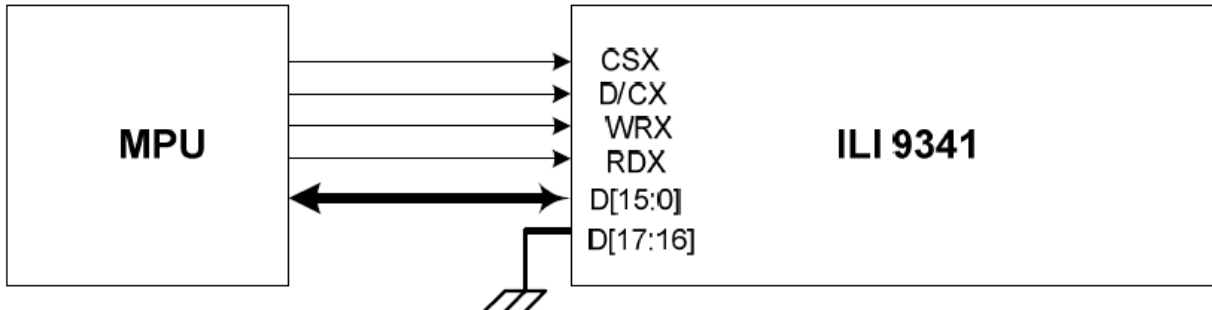 MPU
CSX
D/CX
WRX
RDX
D[15:0]
D[17:16]
ILI 9341